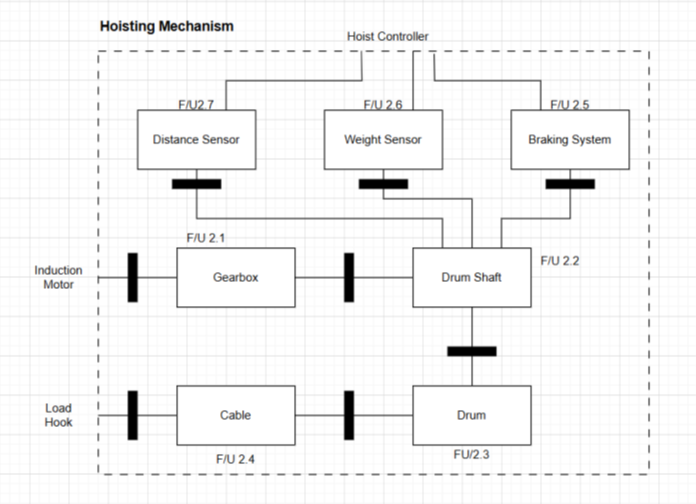 Hoisting Mechanism
Hoist Controller
F/U2.7
F/U 2.6
F/U 2.5
Distance Sensor
Weight Sensor
Braking System
F/U 2.1
F/U 2.2
Induction
Motor
Gearbox
Drum Shaft
Load
Hook
Cable
Drum
F/U 2.4
FU/2.3